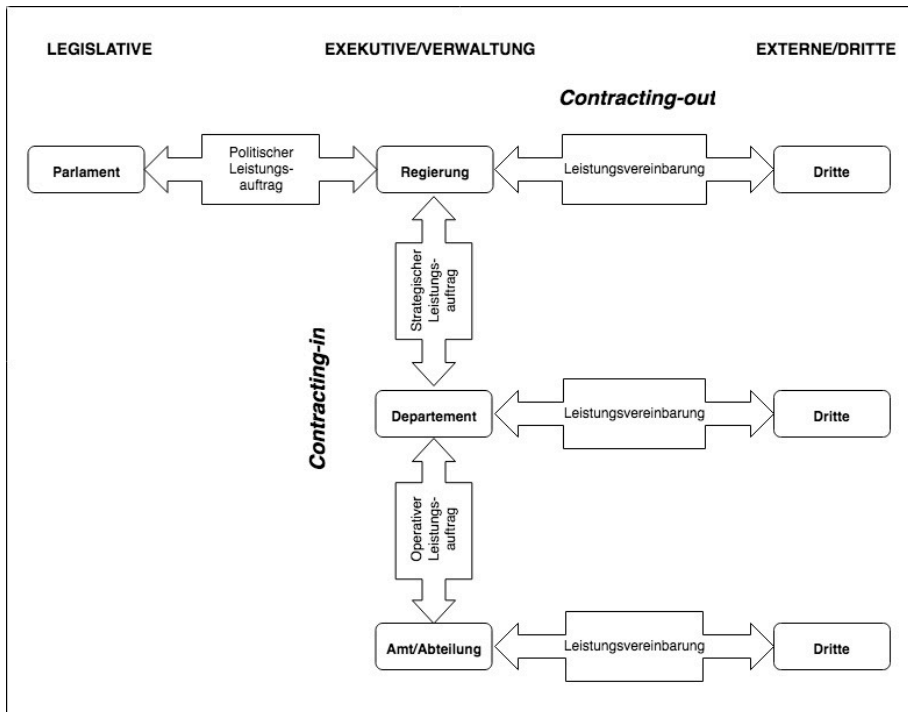 LEGISLATIVE
EXEKUTIVE/VERWALTUNG
EXTERNE/DRITTE
Contracting-out
Parlament
Politischer
Leistungs-
auftrag
Regierung
Leistungsvereinbarung
Dritte
Strategischer
Leistungs-
auftrag
Contracting-in
Departement
Leistungsvereinbarung
Dritte
Operativer
Leistungs-
auftrag
Amt/Abteilung
Leistungsvereinbarung
Dritte